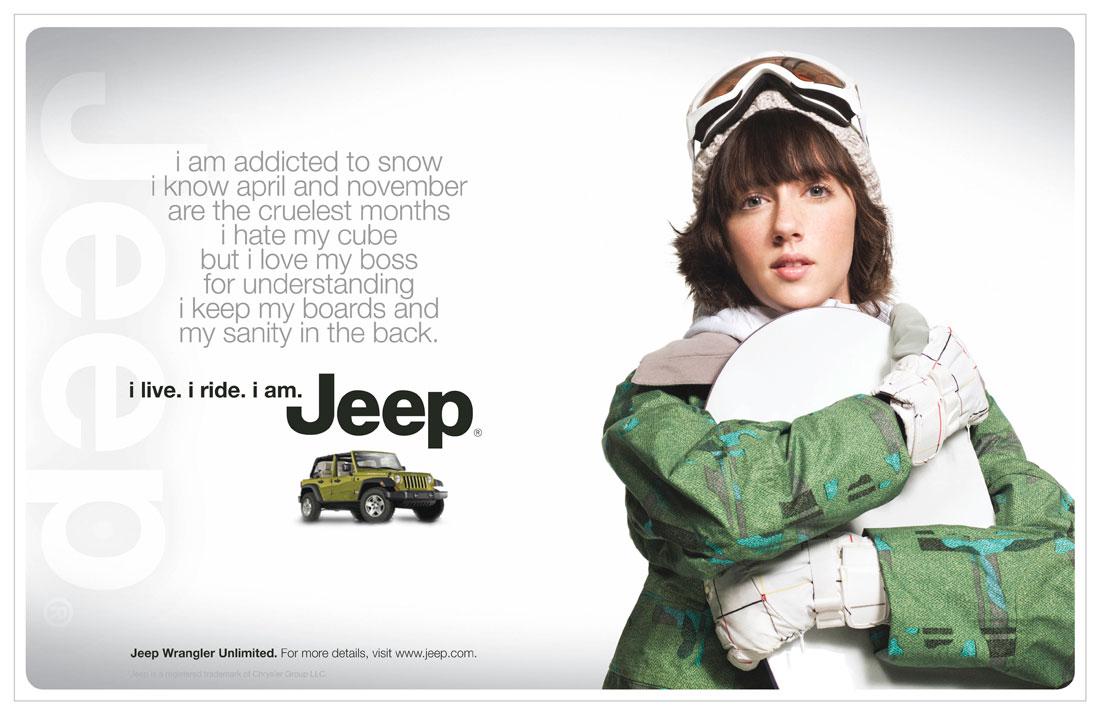 Jeep®
i am addicted to snow
i know april and november
are the cruelest months
i hate my cube
but i love my boss
for understanding
i keep my boards and
my sanity in the back.
i live. i ride. i am.
Jeep®
Jeep Wrangler Unlimited. For more details, visit www.jeep.com.
Jeep is a registered trademark of Chrysler Group LLC.